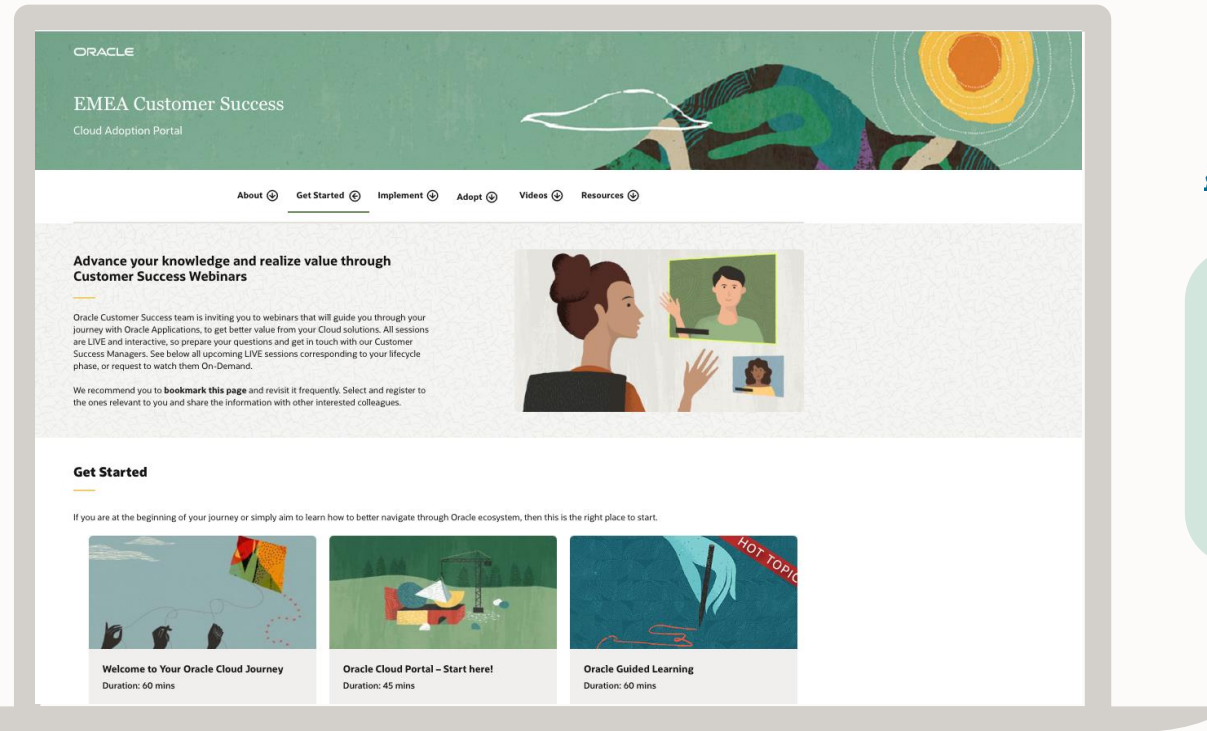 ORACLE
EMEA Customer Success
Cloud Adoption Portal
About Get Started Implement Adopt Videos Resources
Advance your knowledge and realize value through
Customer Success Webinars
Oracle Customer Success team is inviting you to webinars that will guide you through your
journey with Oracle Applications, to get better value from your Cloud solutions. All sessions
are LIVE and interactive, so prepare your questions and get in touch with our Customer
Success Managers. See below all upcoming LIVE sessions corresponding to your lifecycle
phase, or request to watch them On-Demand.
We recommend you to bookmark this page and revisit it frequently. Select and register to
the ones relevant to you and share the information with other interested colleagues.
Get Started
If you are at the beginning of your journey or simply aim to learn how to better navigate through Oracle ecosystem, then this is the right place to start.
HOT TOPIC
Welcome to Your Oracle Cloud Journey
Duration: 60 mins
Oracle Cloud Portal – Start here!
Duration: 45 mins
Oracle Guided Learning
Duration: 60 mins